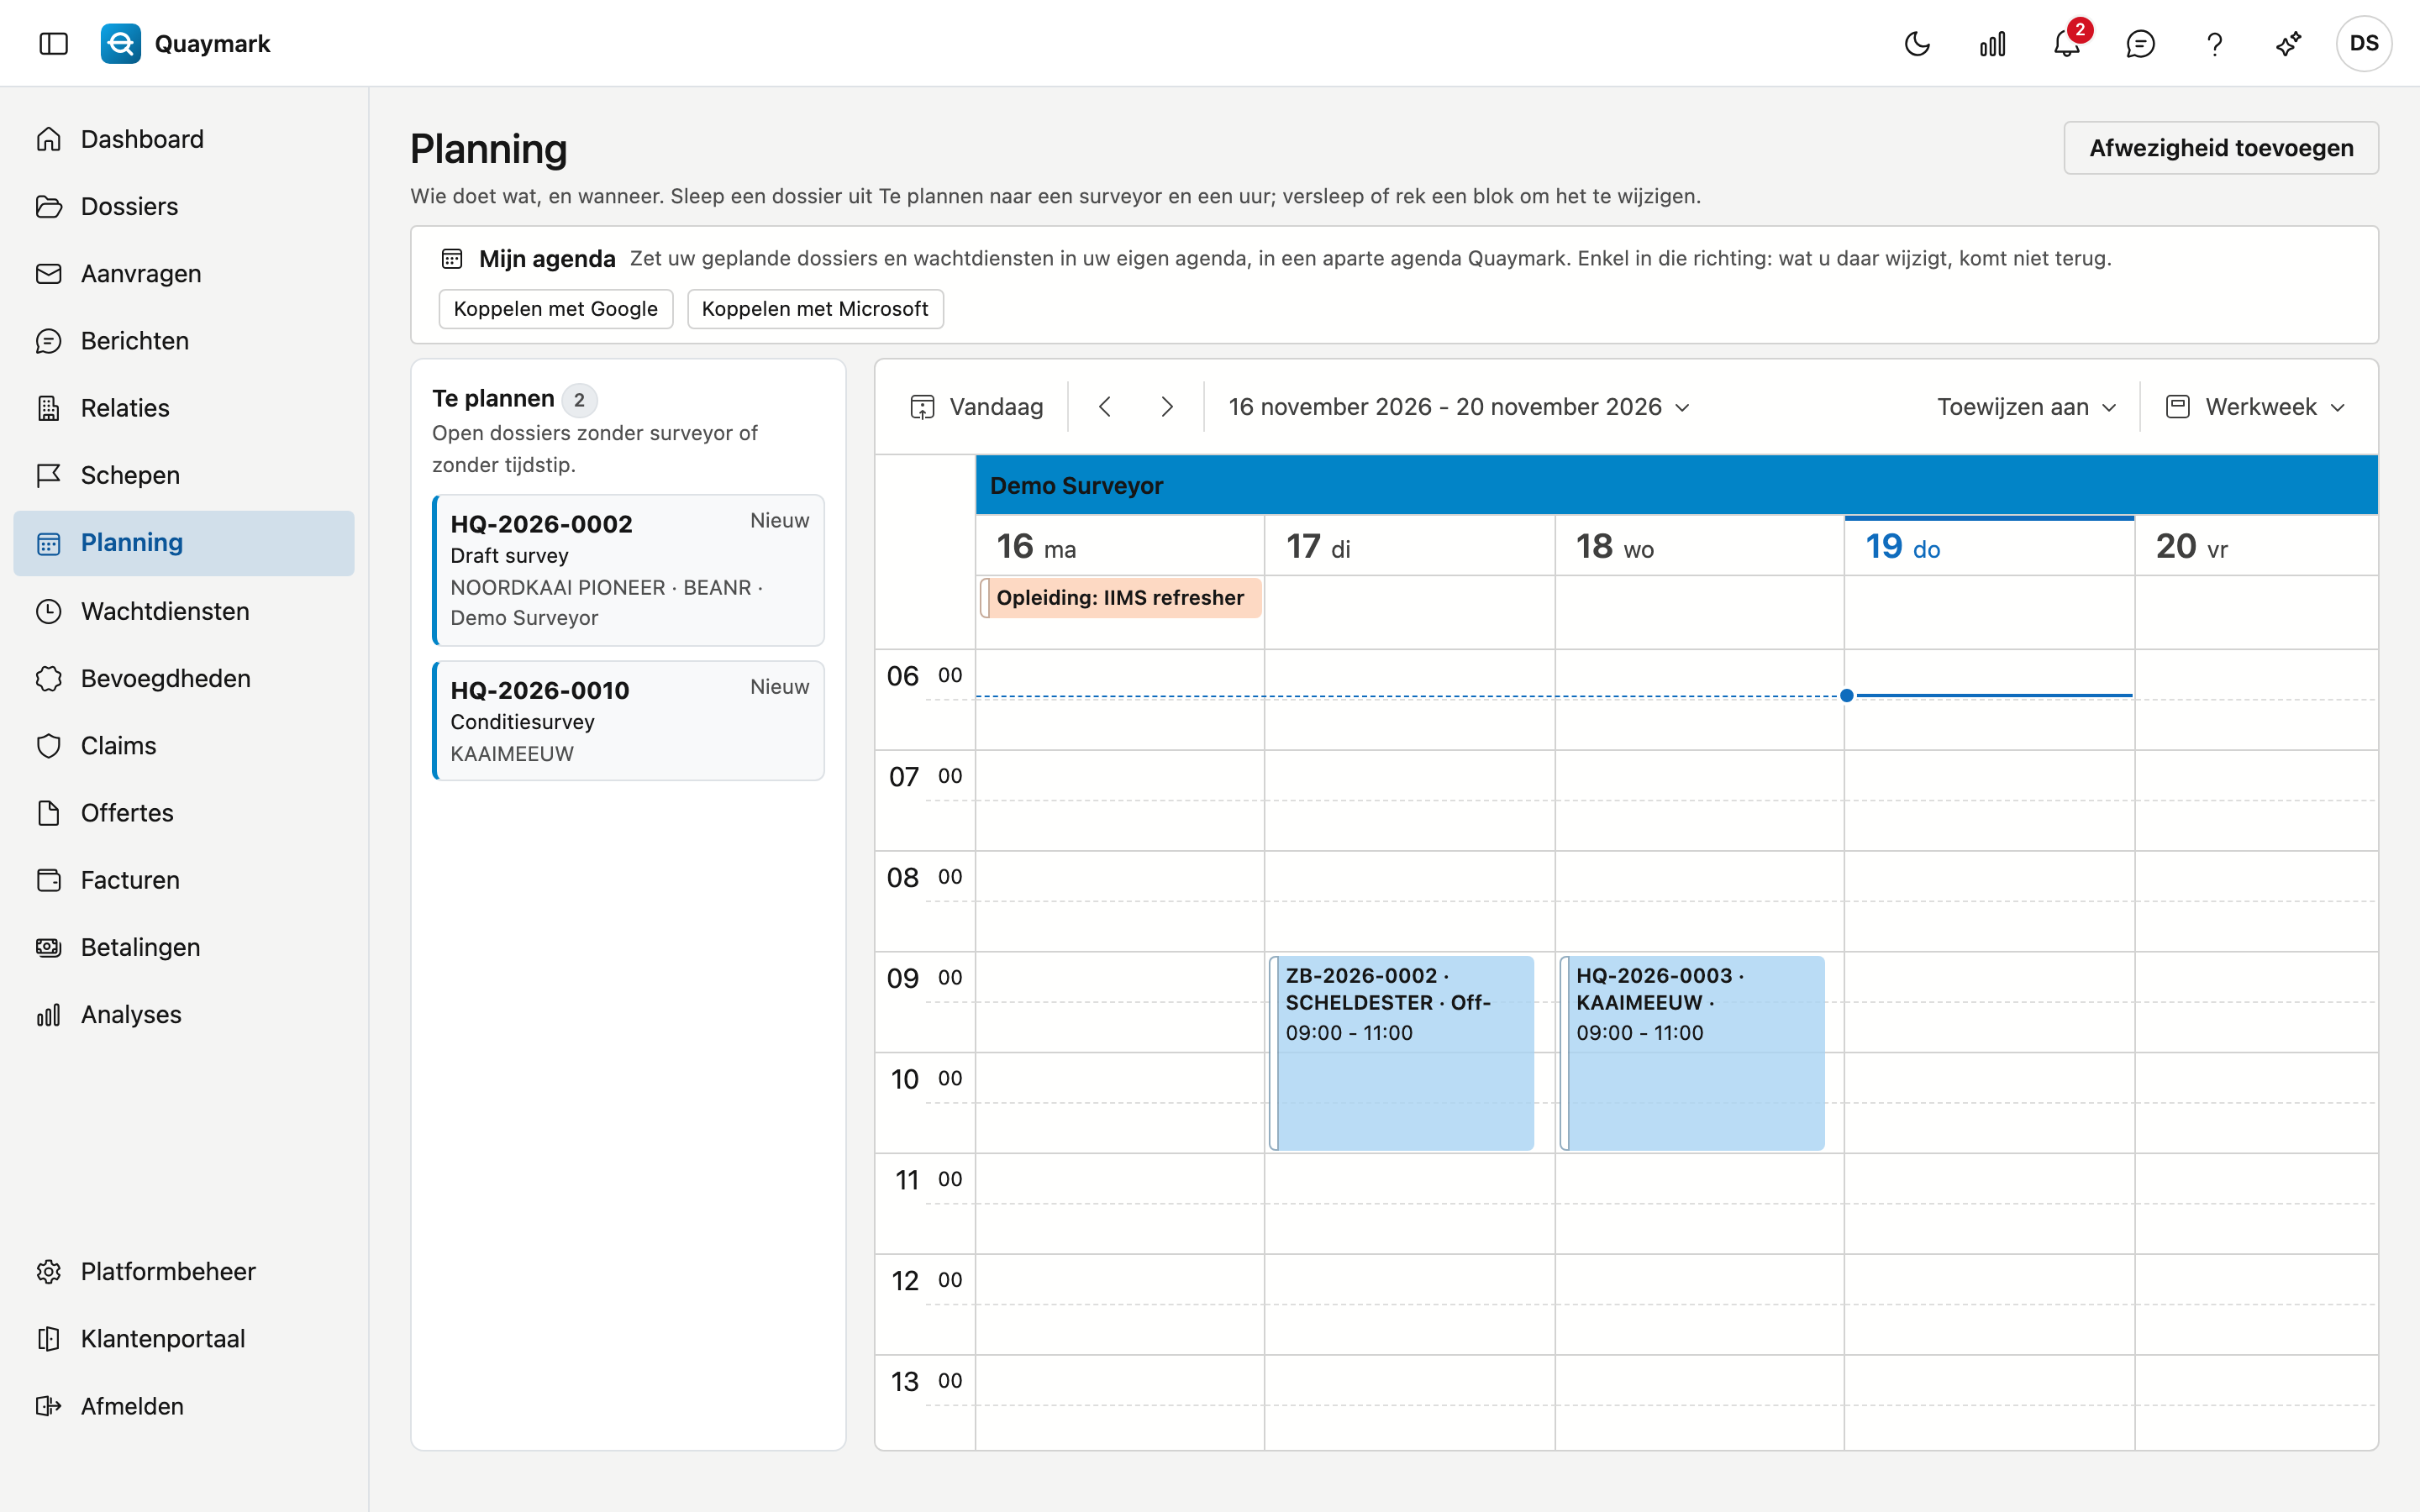 Quaymark
2
DS
Dashboard
Dossiers
Aanvragen
Berichten
Relaties
Schepen
Planning
Wachtdiensten
Bevoegdheden
Claims
Offertes
Facturen
Betalingen
Analyses
Platformbeheer
Klantenportaal
Afmelden
Planning
Afwezigheid toevoegen
Wie doet wat, en wanneer. Sleep een dossier uit Te plannen naar een surveyor en een uur; versleep of rek een blok om het te wijzigen.
Mijn agenda Zet uw geplande dossiers en wachtdiensten in uw eigen agenda, in een aparte agenda Quaymark. Enkel in die richting: wat u daar wijzigt, komt niet terug.
Koppelen met Google Koppelen met Microsoft
Te plannen 2
Open dossiers zonder surveyor of
zonder tijdstip.
HQ-2026-0002 Nieuw
Draft survey
NOORDKAAI PIONEER · BEANR ·
Demo Surveyor
HQ-2026-0010 Nieuw
Conditiesurvey
KAAIMEEUW
Vandaag 16 november 2026 - 20 november 2026 Toewijzen aan Werkweek
Demo Surveyor
16 ma 17 di 18 wo 19 do 20 vr
Opleiding: IIMS refresher
06 00
07 00
08 00
09 00
ZB-2026-0002 ·
SCHELDESTER · Off-
09:00 - 11:00
HQ-2026-0003 ·
KAAIMEEUW ·
09:00 - 11:00
10 00
11 00
12 00
13 00